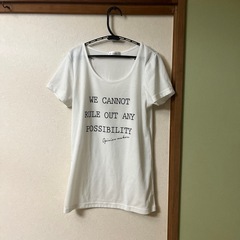 WE CANNOT
RULE OUT ANY
POSSIBILITY